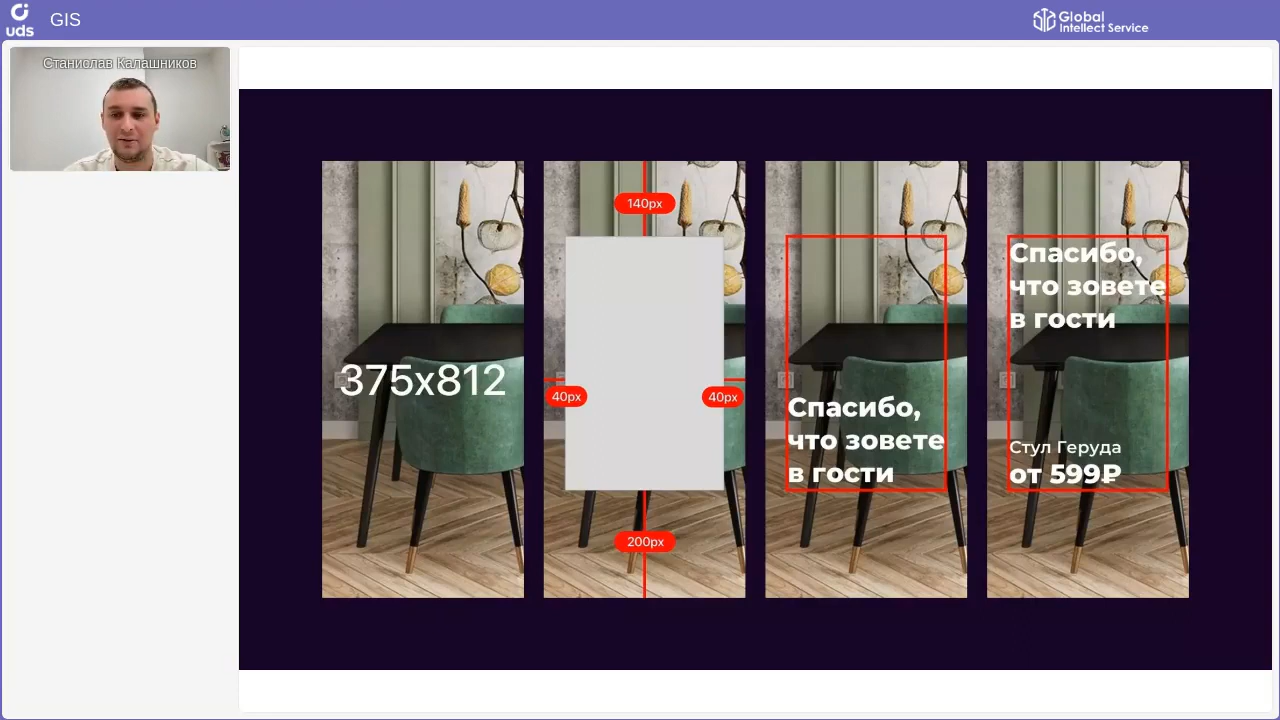 uds
GIS
Global
Intellect Service
Станислав Калашников
375x812
140px
40px
40px
200px
Спасибо,
что зовете
в гости
Спасибо,
что зовете
в гости
Стул Геруда
от 599₽